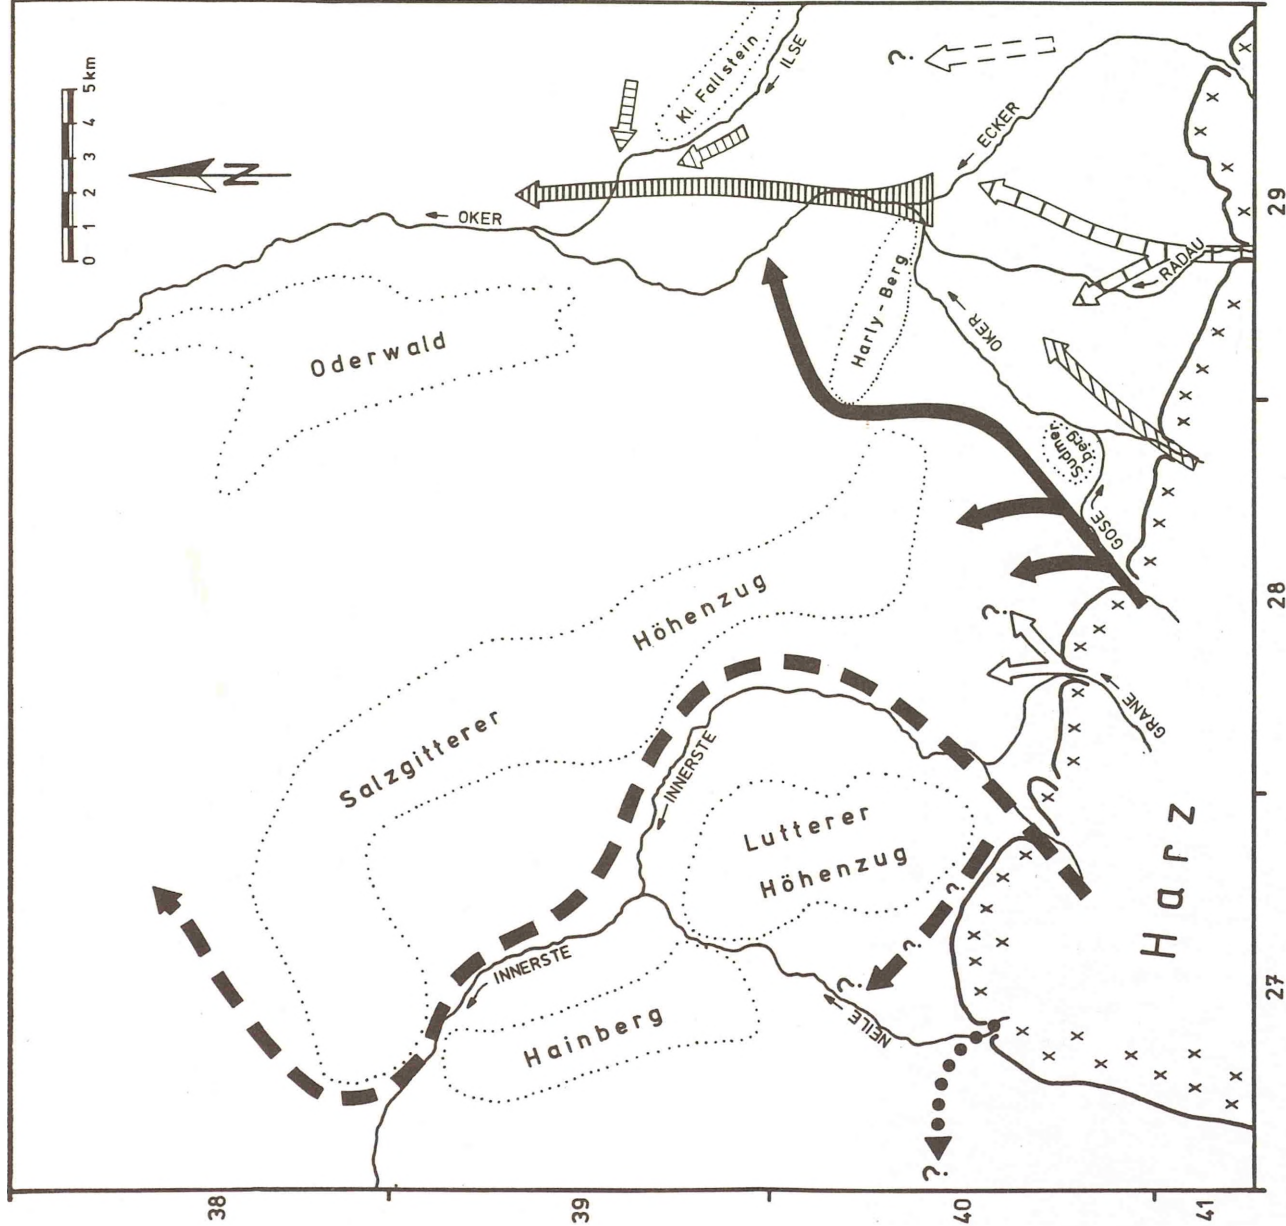 0 1 2 3 4 5 km
N
Kl. Fallstein
ILSE
?
ECKER
OKER
29
RADAU
Harly-Berg
OKER
Oderwald
Sudmer
berg
GOSE
28
Höhenzug
?
Salzgitterer
GRANE
INNERSTE
Lutterer
Höhenzug
?
?
?
Harz
INNERSTE
Hainberg
NEILE
27
?
38
39
40
41